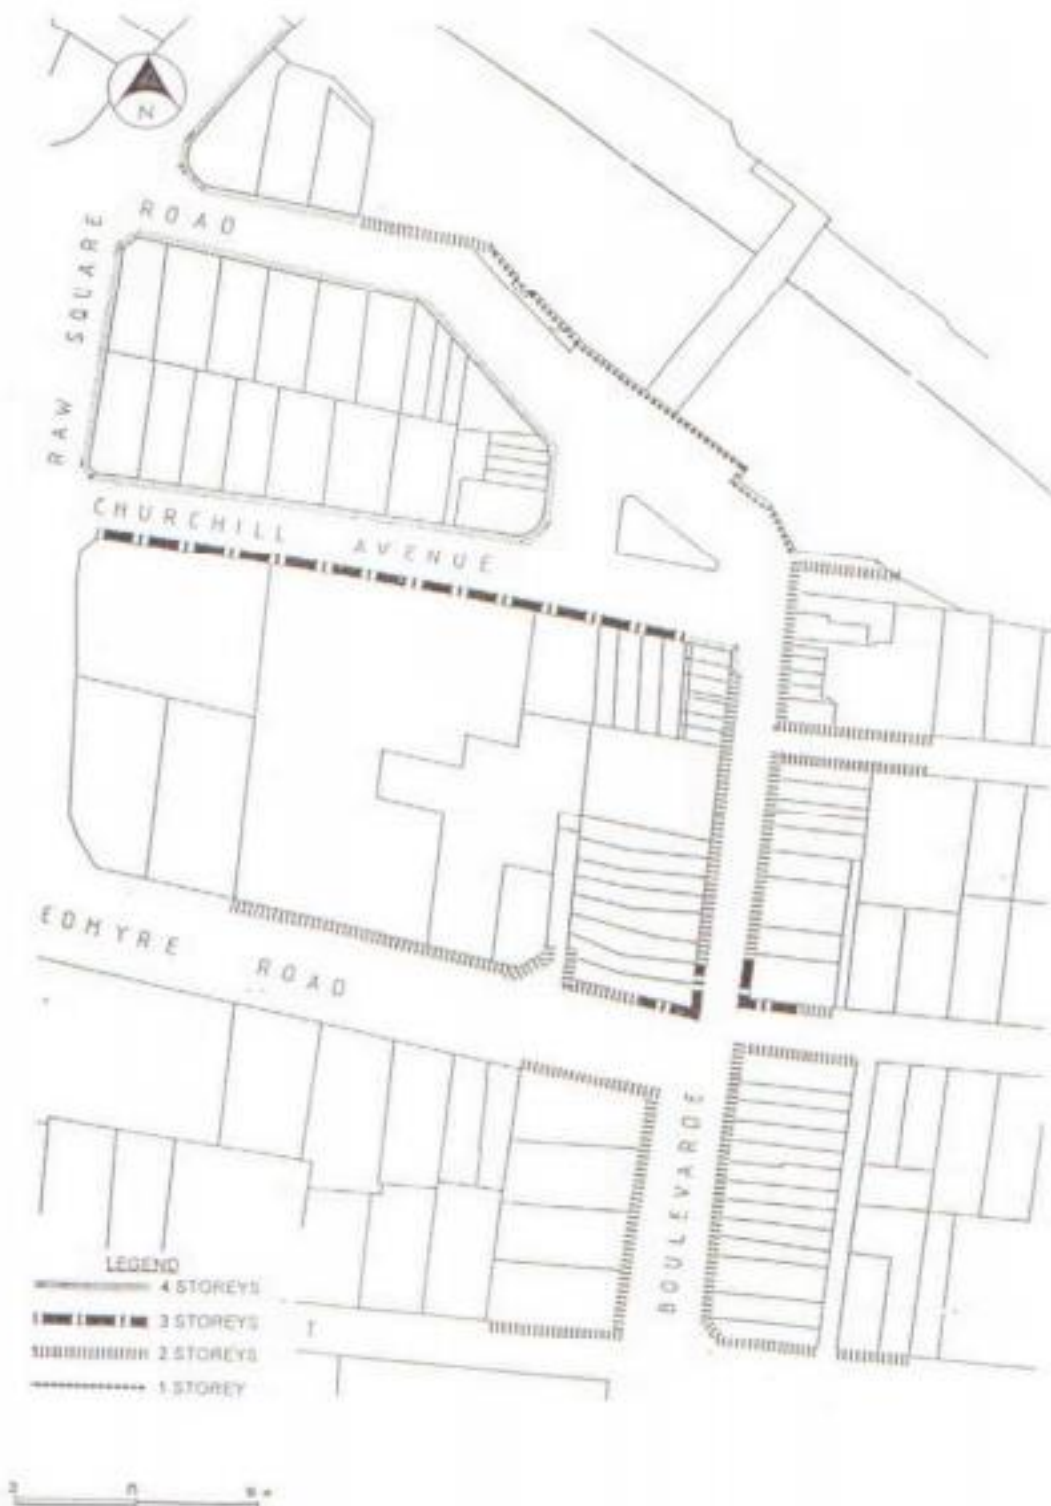 N
ROAD
RAW SQUARE
CHURCHILL AVENUE
EDMYRE ROAD
BOULEVARDE
LEGEND
4 STOREYS
3 STOREYS
2 STOREYS
1 STOREY
T